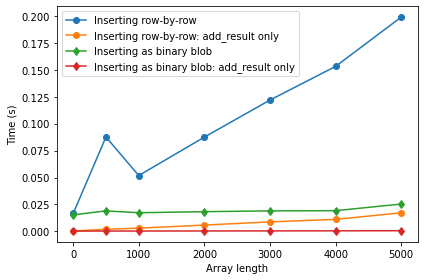 0.200
0.175
0.150
0.125
0.100
0.075
0.050
0.025
0.000
Time (s)
Inserting row-by-row
Inserting row-by-row: add_result only
Inserting as binary blob
Inserting as binary blob: add_result only
0 1000 2000 3000 4000 5000
Array length